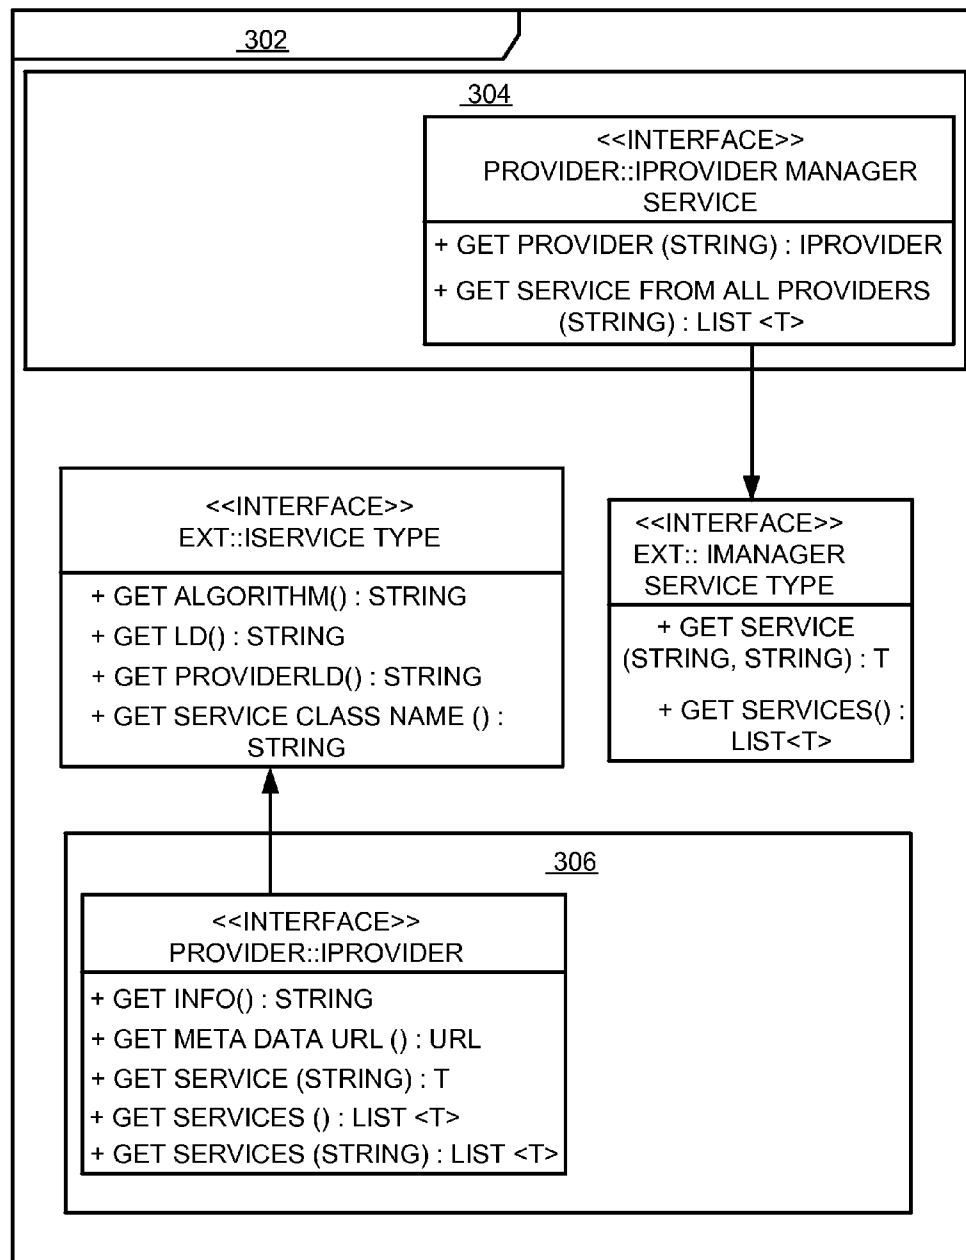 302
304
<<INTERFACE>>
PROVIDER::IPROVIDER MANAGER
SERVICE
+ GET PROVIDER (STRING) : IPROVIDER
+ GET SERVICE FROM ALL PROVIDERS
(STRING) : LIST <T>
<<INTERFACE>>
EXT::ISERVICE TYPE
+ GET ALGORITHM() : STRING
+ GET LD() : STRING
+ GET PROVIDERLD() : STRING
+ GET SERVICE CLASS NAME () :
STRING
<<INTERFACE>>
EXT:: IMANAGER
SERVICE TYPE
+ GET SERVICE
(STRING, STRING) : T
+ GET SERVICES() :
LIST<T>
306
<<INTERFACE>>
PROVIDER::IPROVIDER
+ GET INFO() : STRING
+ GET META DATA URL () : URL
+ GET SERVICE (STRING) : T
+ GET SERVICES () : LIST <T>
+ GET SERVICES (STRING) : LIST <T>